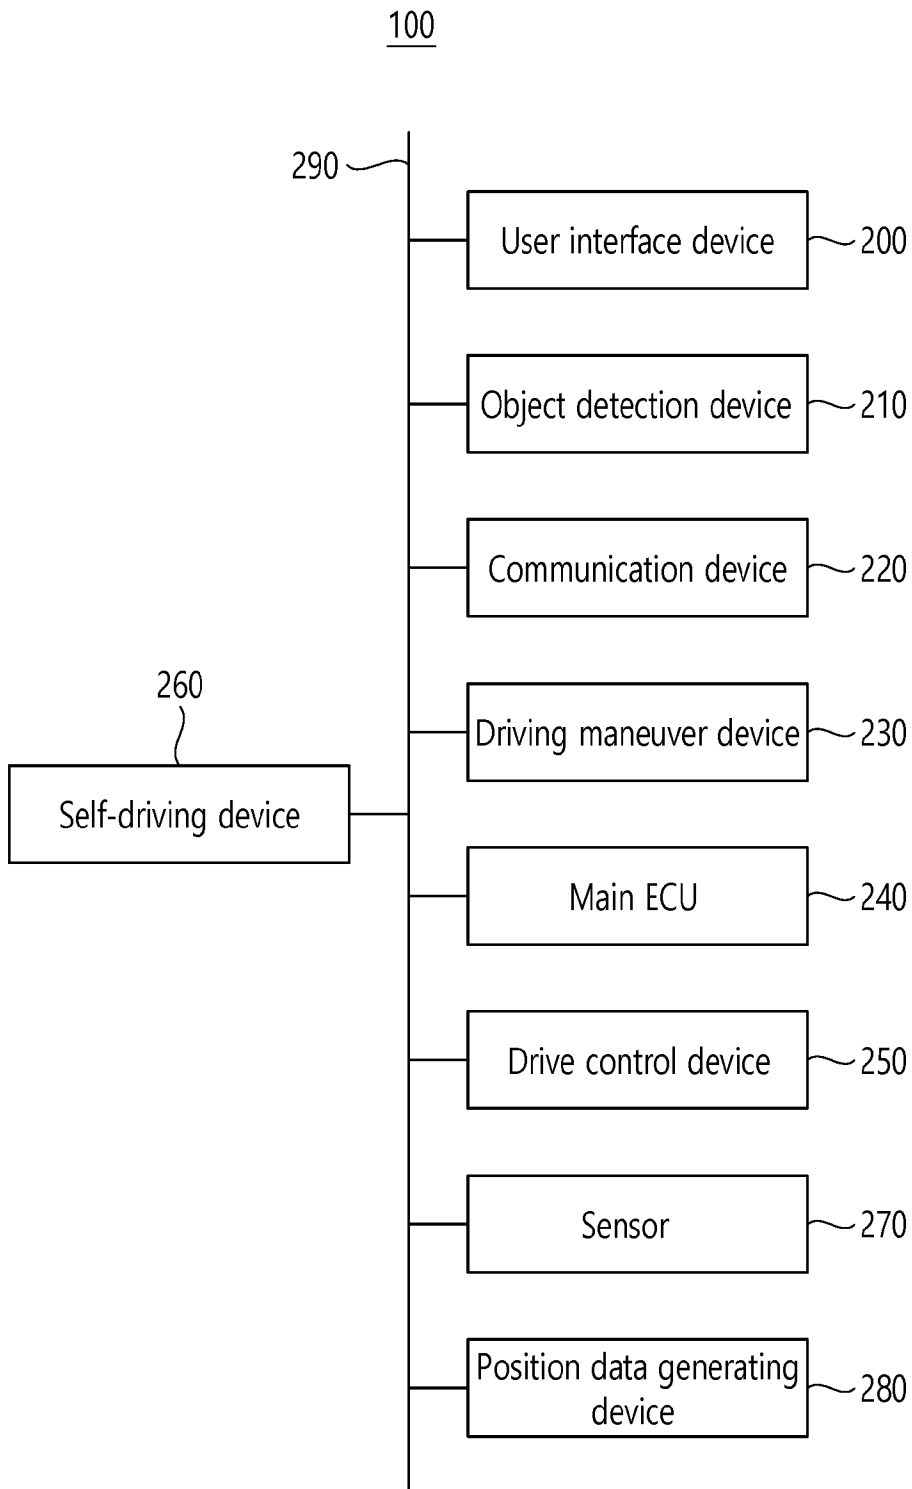 100
290
User interface device
200
Object detection device
210
Communication device
220
260
Driving maneuver device
230
Self-driving device
Main ECU
240
Drive control device
250
Sensor
270
Position data generating
device
280